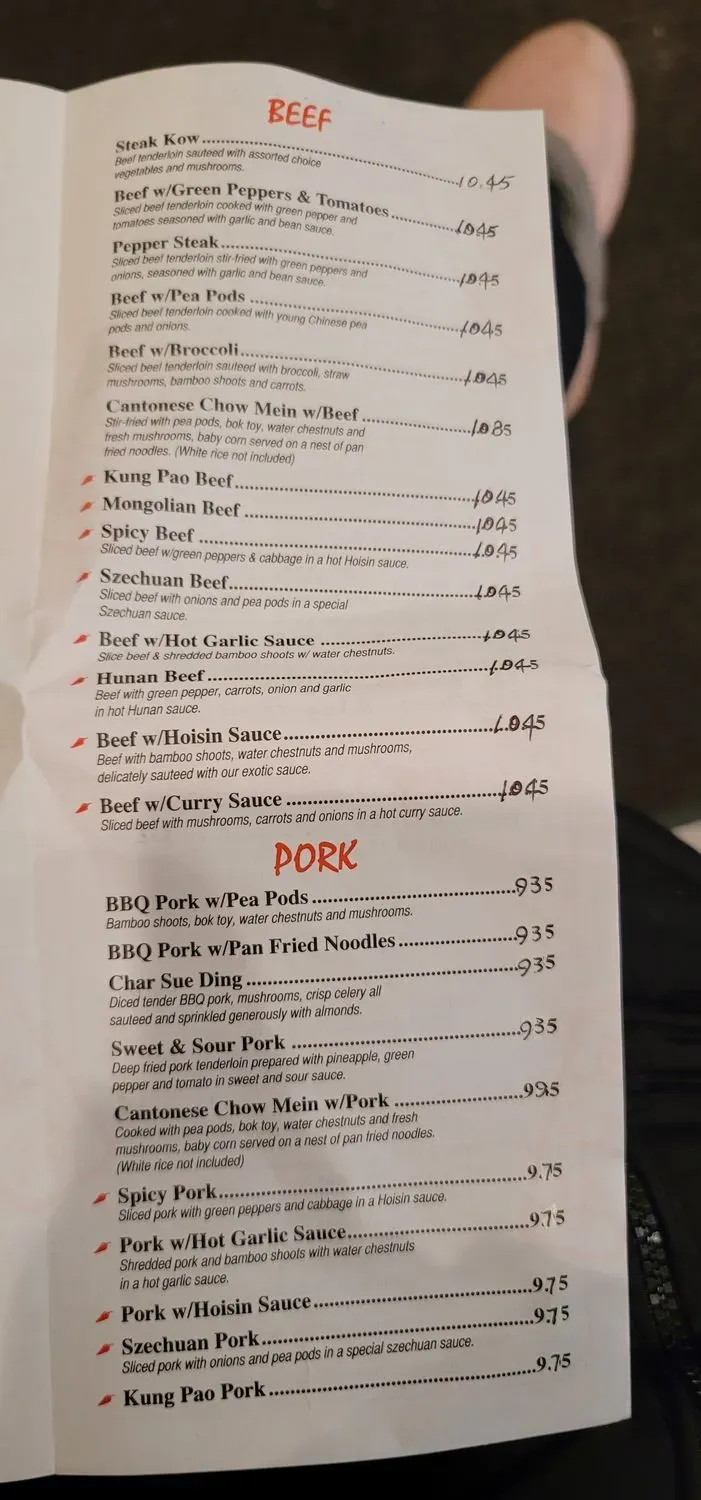 BEEF
Steak Kow 10.45
Beef tenderloin sauteed with assorted choice
vegetables and mushrooms.
Beef w/Green Peppers & Tomatoes 1045
Sliced beef tenderloin cooked with green pepper and
tomatoes seasoned with garlic and bean sauce.
Pepper Steak 1045
Sliced beef tenderloin stir-fried with green peppers and
onions, seasoned with garlic and bean sauce.
Beef w/Pea Pods 1045
Sliced beef tenderloin cooked with young Chinese pea
pods and onions.
Beef w/Broccoli 1045
Sliced beef tenderloin sauteed with broccoli, straw
mushrooms, bamboo shoots and carrots.
Cantonese Chow Mein w/Beef 1085
Stir-fried with pea pods, bok toy, water chestnuts and
fresh mushrooms, baby corn served on a nest of pan
fried noodles. (White rice not included)
Kung Pao Beef 1045
Mongolian Beef 1045
Spicy Beef 1045
Sliced beef w/green peppers & cabbage in a hot Hoisin sauce.
Szechuan Beef 1045
Sliced beef with onions and pea pods in a special
Szechuan sauce.
Beef w/Hot Garlic Sauce 1045
Slice beef & shredded bamboo shoots w/ water chestnuts.
Hunan Beef 1045
Beef with green pepper, carrots, onion and garlic
in hot Hunan sauce.
Beef w/Hoisin Sauce 1045
Beef with bamboo shoots, water chestnuts and mushrooms,
delicately sauteed with our exotic sauce.
Beef w/Curry Sauce 1045
Sliced beef with mushrooms, carrots and onions in a hot curry sauce.
PORK
BBQ Pork w/Pea Pods 935
Bamboo shoots, bok toy, water chestnuts and mushrooms.
BBQ Pork w/Pan Fried Noodles 935
Char Sue Ding 935
Diced tender BBQ pork, mushrooms, crisp celery all
sauteed and sprinkled generously with almonds.
Sweet & Sour Pork 935
Deep fried pork tenderloin prepared with pineapple, green
pepper and tomato in sweet and sour sauce.
Cantonese Chow Mein w/Pork
Cooked with pea pods, bok toy, water chestnuts and fresh
mushrooms, baby corn served on a nest of pan fried noodles.
(White rice not included)
Spicy Pork 9.75
Sliced pork with green peppers and cabbage in a Hoisin sauce.
Pork w/Hot Garlic Sauce 9.75
Shredded pork and bamboo shoots with water chestnuts
in a hot garlic sauce.
Pork w/Hoisin Sauce 9.75
Szechuan Pork 9.75
Sliced pork with onions and pea pods in a special szechuan sauce.
Kung Pao Pork 9.75